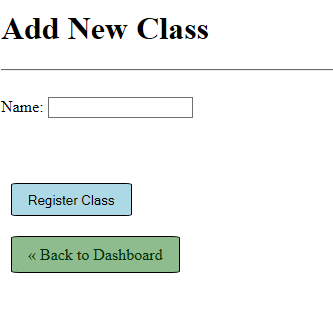 Add New Class
Name:
Register Class
« Back to Dashboard